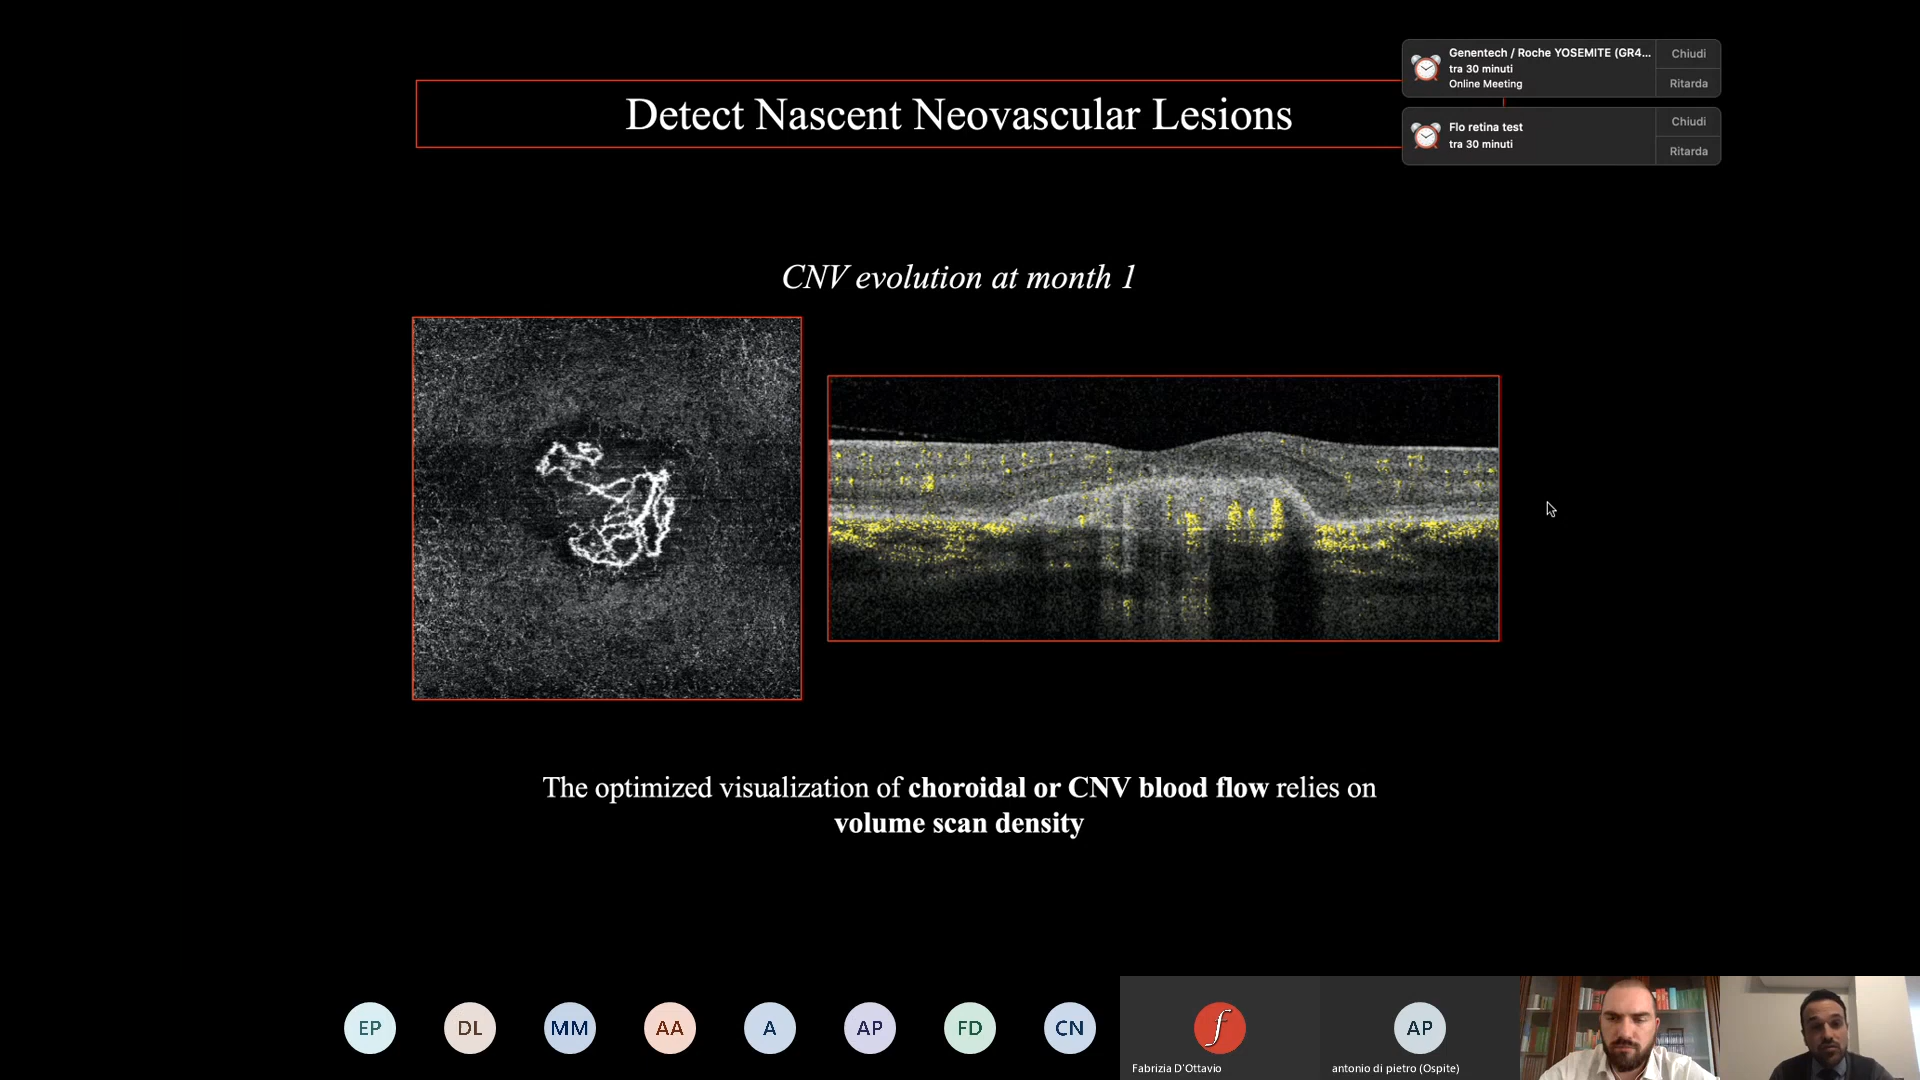 Genentech / Roche YOSEMITE (GR4...
tra 30 minuti
Online Meeting
Chiudi
Ritarda
Flo retina test
tra 30 minuti
Chiudi
Ritarda
Detect Nascent Neovascular Lesions
CNV evolution at month 1
The optimized visualization of choroidal or CNV blood flow relies on
volume scan density
EP
DL
MM
AA
A
AP
FD
CN
f
Fabrizia D'Ottavio
AP
antonio di pietro (Ospite)